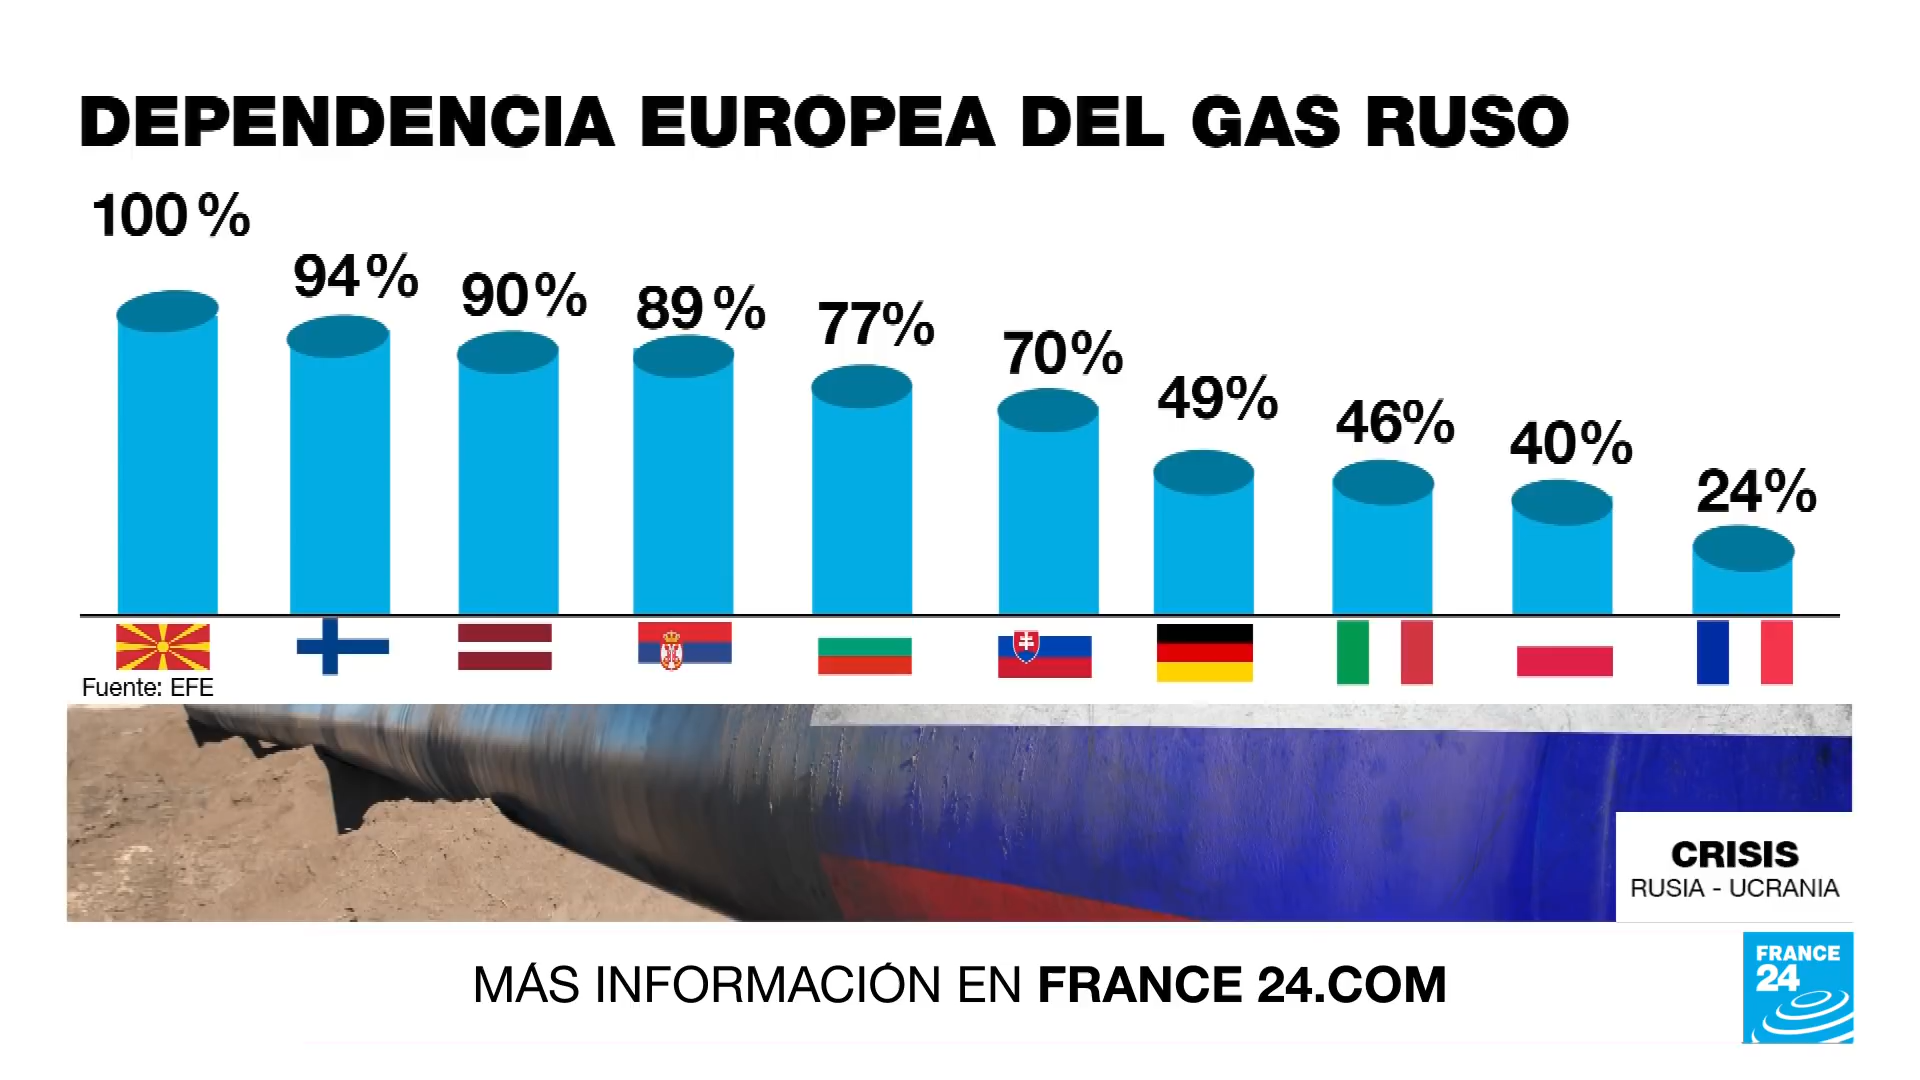 DEPENDENCIA EUROPEA DEL GAS RUSO
100 %
94 %
90 %
89 %
77%
70%
49%
46%
40%
24%
Fuente: EFE
CRISIS
RUSIA - UCRANIA
MÁS INFORMACIÓN EN FRANCE 24.COM
FRANCE
24